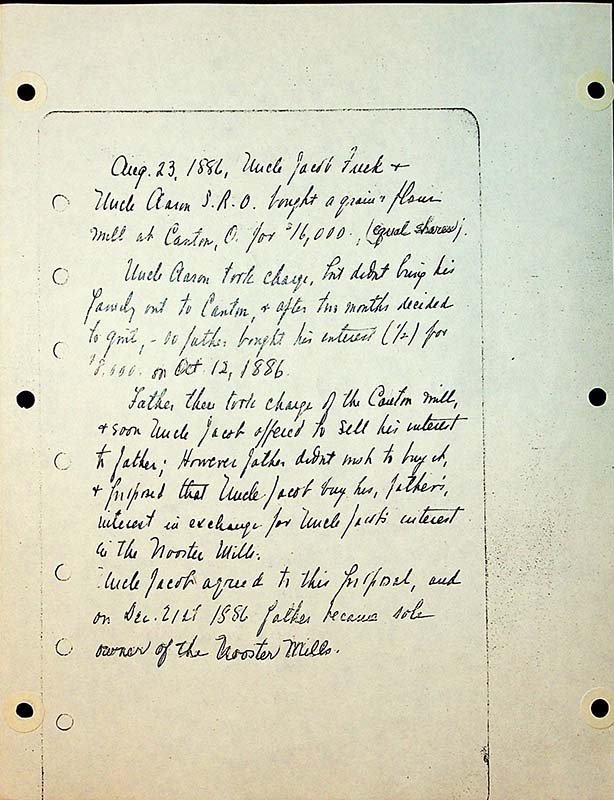 Aug. 23, 1886, Uncle Jacob Fuck +
Uncle Aaron S.R.O. bought a grain + flour
mill at Canton, O. for $16,000., (equal shares).
Uncle Aaron took charge, but didnt bring his
family out to Canton, + after two months decided
to quit, - so father bought his interest (1/2) for
$8,000. on Oct 12, 1886.
Father then took charge of the Canton mill,
+ soon Uncle Jacob offered to sell his interest
to father; However father didnt wish to buy it,
+ proposed that Uncle Jacob buy his, father's,
interest in exchange for Uncle Jacob's interest
in the Wooster Mills.
Uncle Jacob agreed to this proposal, and
on Dec. 21st 1886 father became sole
owner of the Wooster Mills.